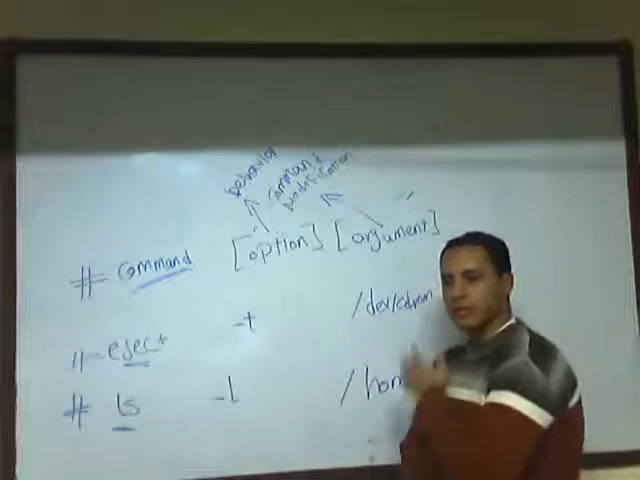 behavior
command
modification
# command [option] [argument]
# eject -t /dev/cdrom
# ls -l /hom